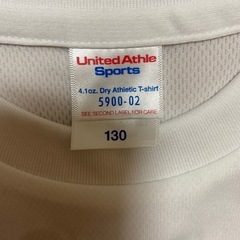 United Athle
Sports
4.1oz. Dry Athletic T-shirt
5900-02
SEE SECOND LABEL FOR CARE
130